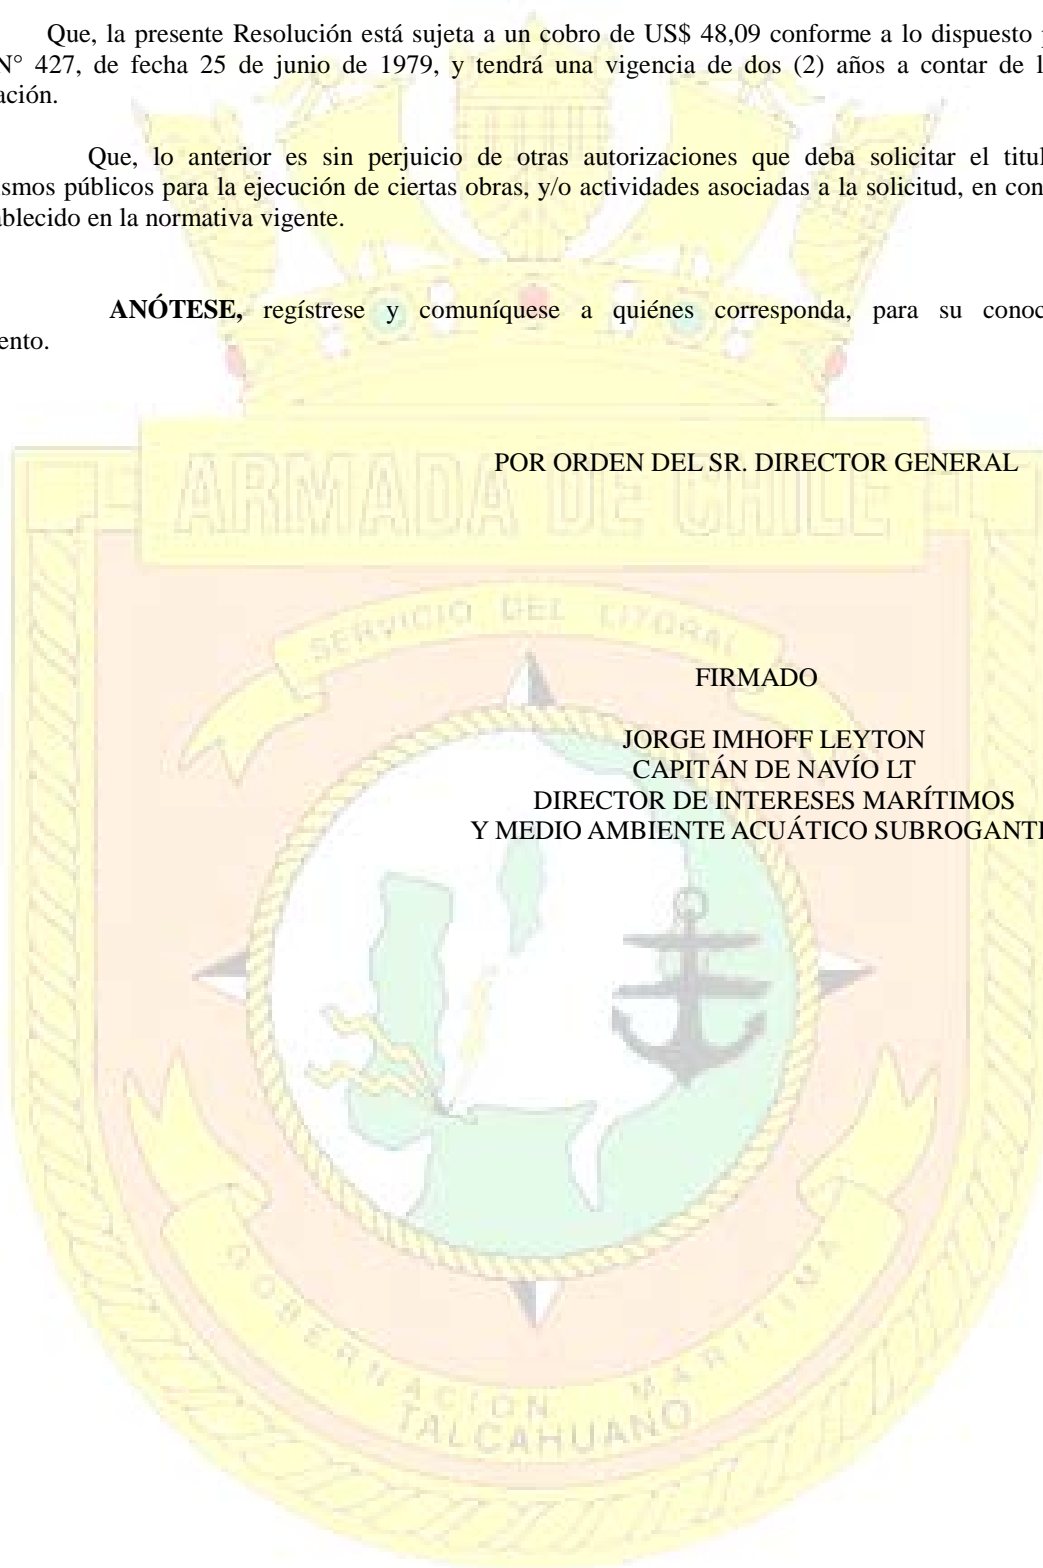 Que, la presente Resolución está sujeta a un cobro de US$ 48,09 conforme a lo dispuesto
N° 427, de fecha 25 de junio de 1979, y tendrá una vigencia de dos (2) años a contar de
ación.
Que, lo anterior es sin perjuicio de otras autorizaciones que deba solicitar el titul
smos públicos para la ejecución de ciertas obras, y/o actividades asociadas a la solicitud, en con
ablecido en la normativa vigente.
ANÓTESE, regístrese y comuníquese a quiénes corresponda, para su conoc
ento.
POR ORDEN DEL SR. DIRECTOR GENERAL
ARMADA DE CHILE
SERVICIO DEL LITORAL
FIRMADO
JORGE IMHOFF LEYTON
CAPITÁN DE NAVÍO LT
DIRECTOR DE INTERESES MARÍTIMOS
Y MEDIO AMBIENTE ACUÁTICO SUBROGANTE
GOBERNACION MARITIMA
TALCAHUANO